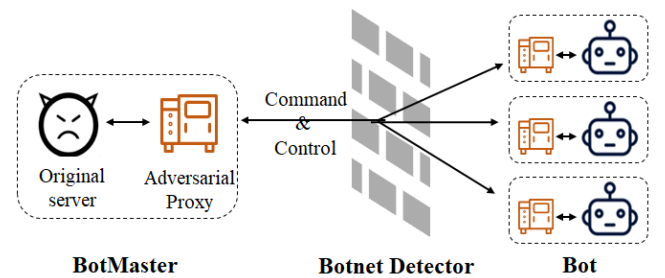 Command
&
Control
Original
server
Adversarial
Proxy
BotMaster
Botnet Detector
Bot